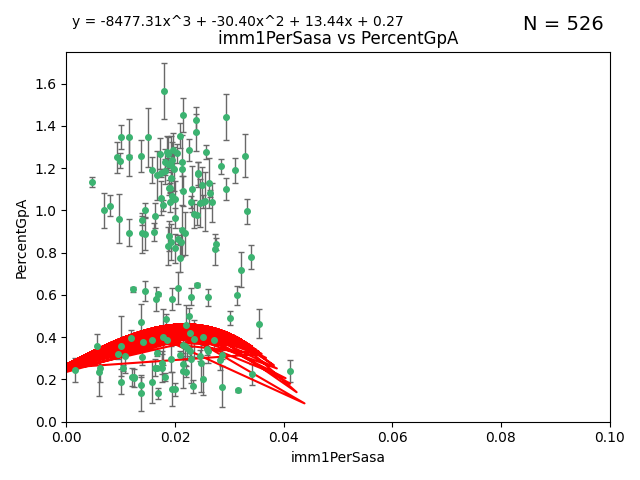 y = -8477.31x^3 + -30.40x^2 + 13.44x + 0.27
N = 526
imm1PerSasa vs PercentGpA
PercentGpA
1.6
1.4
1.2
1.0
0.8
0.6
0.4
0.2
0.0
0.00 0.02 0.04 0.06 0.08 0.10
imm1PerSasa